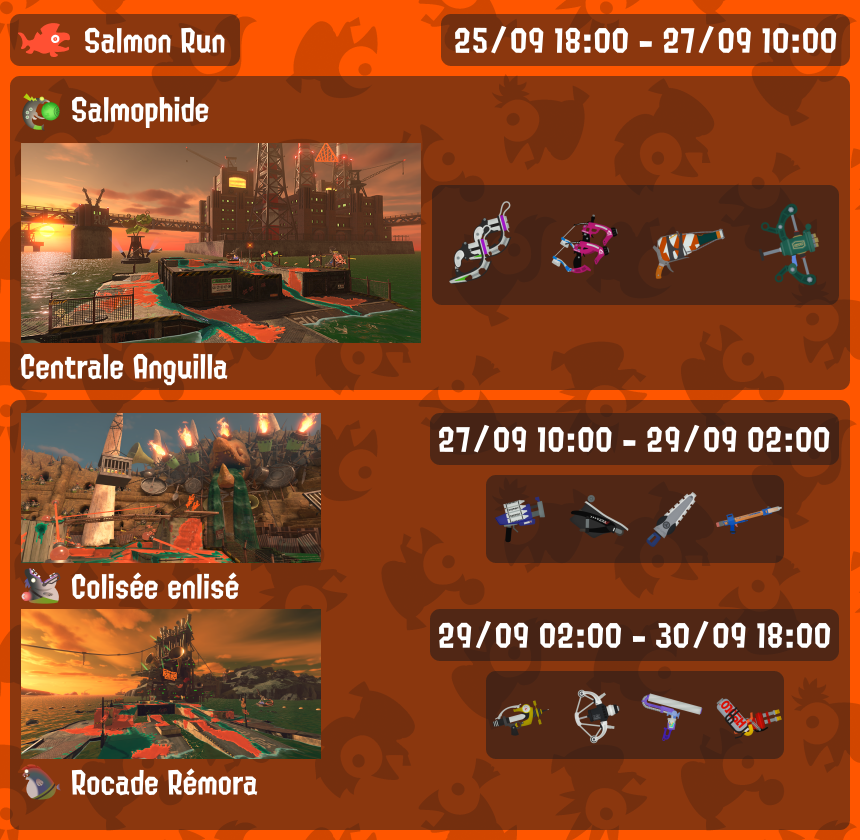 Salmon Run
25/09 18:00 - 27/09 10:00
Salmophide
Centrale Anguilla
27/09 10:00 - 29/09 02:00
Colisée enlisé
29/09 02:00 - 30/09 18:00
Rocade Rémora